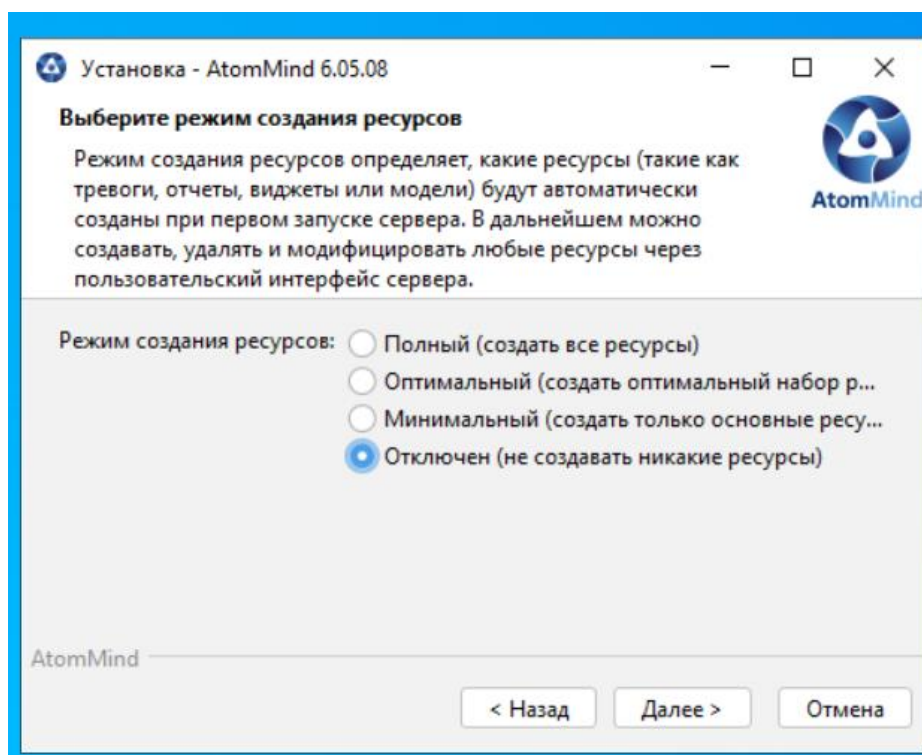 Установка - AtomMind 6.05.08
Выберите режим создания ресурсов
Режим создания ресурсов определяет, какие ресурсы (такие как
тревоги, отчеты, виджеты или модели) будут автоматически
созданы при первом запуске сервера. В дальнейшем можно
создавать, удалять и модифицировать любые ресурсы через
пользовательский интерфейс сервера.
AtomMind
Режим создания ресурсов:
Полный (создать все ресурсы)
Оптимальный (создать оптимальный набор р...
Минимальный (создать только основные ресу...
Отключен (не создавать никакие ресурсы)
AtomMind
< Назад
Далее >
Отмена